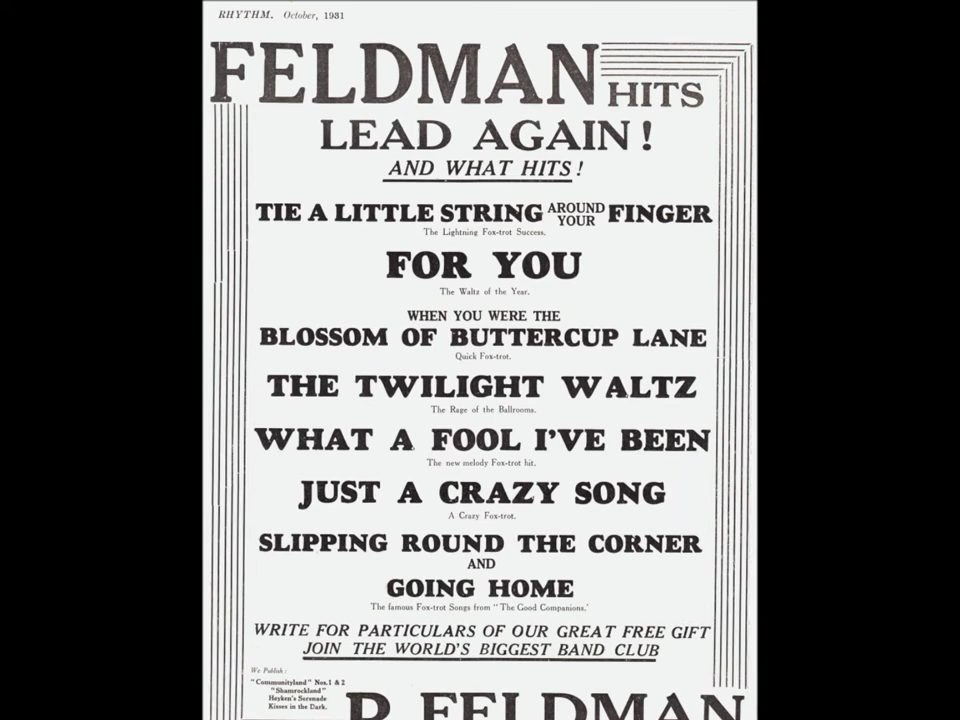 RHYTHM. October, 1931
FELDMAN HITS
LEAD AGAIN!
AND WHAT HITS!
TIE A LITTLE STRING AROUND YOUR FINGER
The Lightning Fox-trot Success.
FOR YOU
The Waltz of the Year.
WHEN YOU WERE THE
BLOSSOM OF BUTTERCUP LANE
Quick Fox-trot.
THE TWILIGHT WALTZ
The Rage of the Ballrooms.
WHAT A FOOL I'VE BEEN
The new melody Fox-trot hit.
JUST A CRAZY SONG
A Crazy Fox-trot.
SLIPPING ROUND THE CORNER
AND
GOING HOME
The famous Fox-trot Songs from "The Good Companions.'
WRITE FOR PARTICULARS OF OUR GREAT FREE GIFT
JOIN THE WORLD'S BIGGEST BAND CLUB
We Publish:
"Communityland" Nos. 1 & 2
"Shamrockland"
Heyken's Serenade
Kisses in the Dark.
FELDMAN